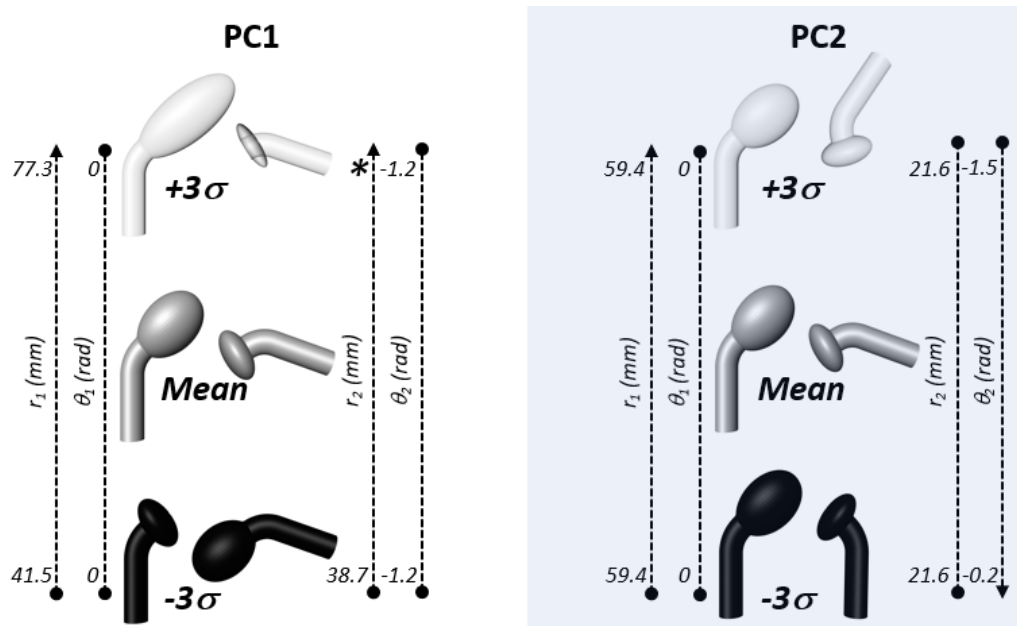 PC1
PC2
77.3
0
+3σ
*
-1.2
59.4
0
+3σ
21.6
-1.5
r₁ (mm)
θ₁ (rad)
Mean
r₂ (mm)
θ₂ (rad)
r₁ (mm)
θ₁ (rad)
Mean
r₂ (mm)
θ₂ (rad)
41.5
0
-3σ
38.7
-1.2
59.4
0
-3σ
21.6
-0.2